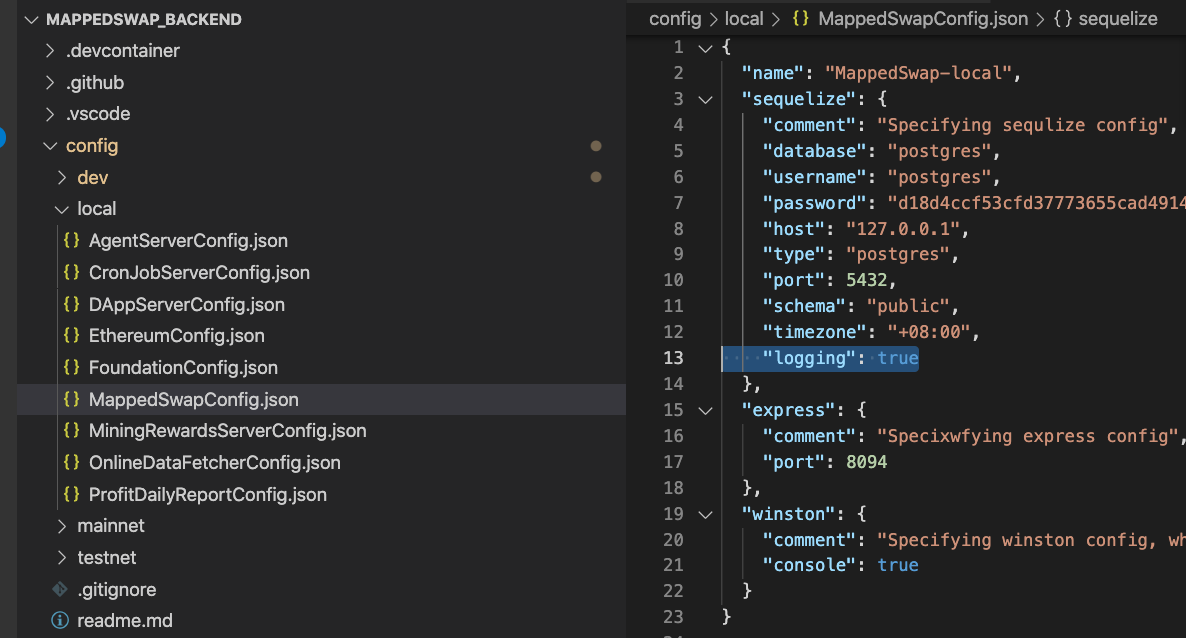 MAPPEDSWAP_BACKEND
.devcontainer
.github
.vscode
config
dev
local
{} AgentServerConfig.json
{} CronJobServerConfig.json
{} DAppServerConfig.json
{} EthereumConfig.json
{} FoundationConfig.json
{} MappedSwapConfig.json
{} MiningRewardsServerConfig.json
{} OnlineDataFetcherConfig.json
{} ProfitDailyReportConfig.json
mainnet
testnet
.gitignore
readme.md
config > local > {} MappedSwapConfig.json > {} sequelize
1 {
2 "name": "MappedSwap-local",
3 "sequelize": {
4 "comment": "Specifying sequlize config",
5 "database": "postgres",
6 "username": "postgres",
7 "password": "d18d4ccf53cfd37773655cad4914
8 "host": "127.0.0.1",
9 "type": "postgres",
10 "port": 5432,
11 "schema": "public",
12 "timezone": "+08:00",
13 "logging": true
14 },
15 "express": {
16 "comment": "Specixwfying express config",
17 "port": 8094
18 },
19 "winston": {
20 "comment": "Specifying winston config, wh
21 "console": true
22 }
23 }